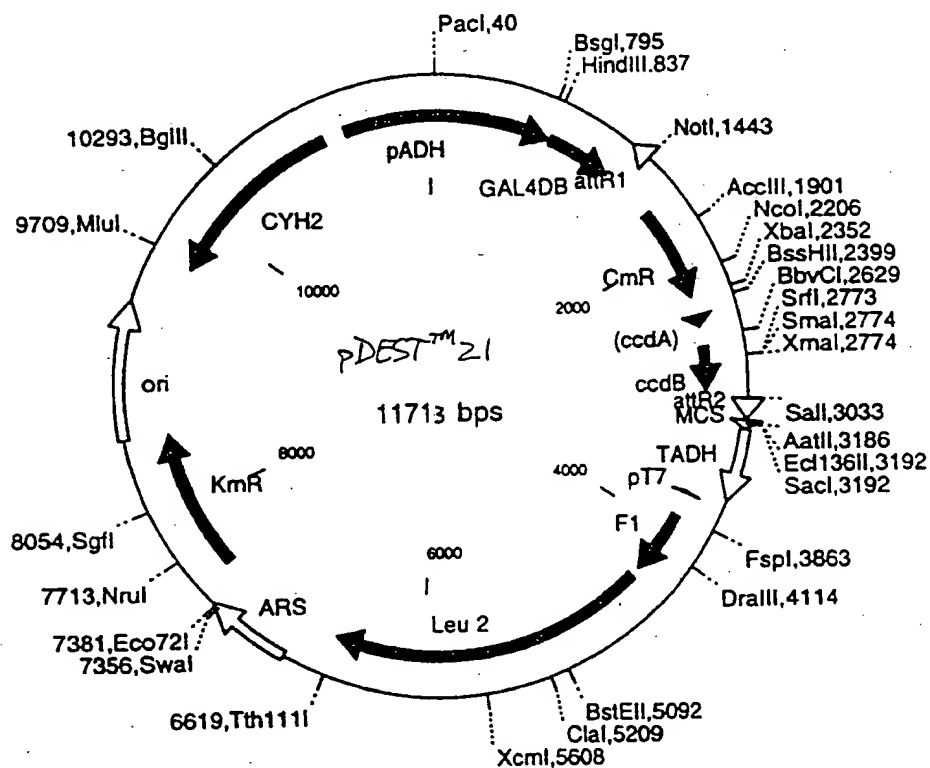 PacI,40
BsgI,795
HindIII.837
NotI,1443
AccIII,1901
NcoI,2206
XbaI,2352
BssHII,2399
BbvCI,2629
SrfI,2773
SmaI,2774
XmaI,2774
SalI,3033
AatII,3186
Ecl136II,3192
SacI,3192
FspI,3863
DraIII,4114
BstEII,5092
ClaI,5209
XcmI,5608
6619,Tth111I
7356,SwaI
7381,Eco72I
7713,NruI
8054,SgfI
9709,MluI
10293,BglII
pADH
GAL4DB
attR1
CmR
(ccdA)
ccdB
attR2
MCS
TADH
pT7
F1
Leu 2
ARS
KmR
ori
CYH2
2000
4000
6000
8000
10000
pDEST™21
11713 bps